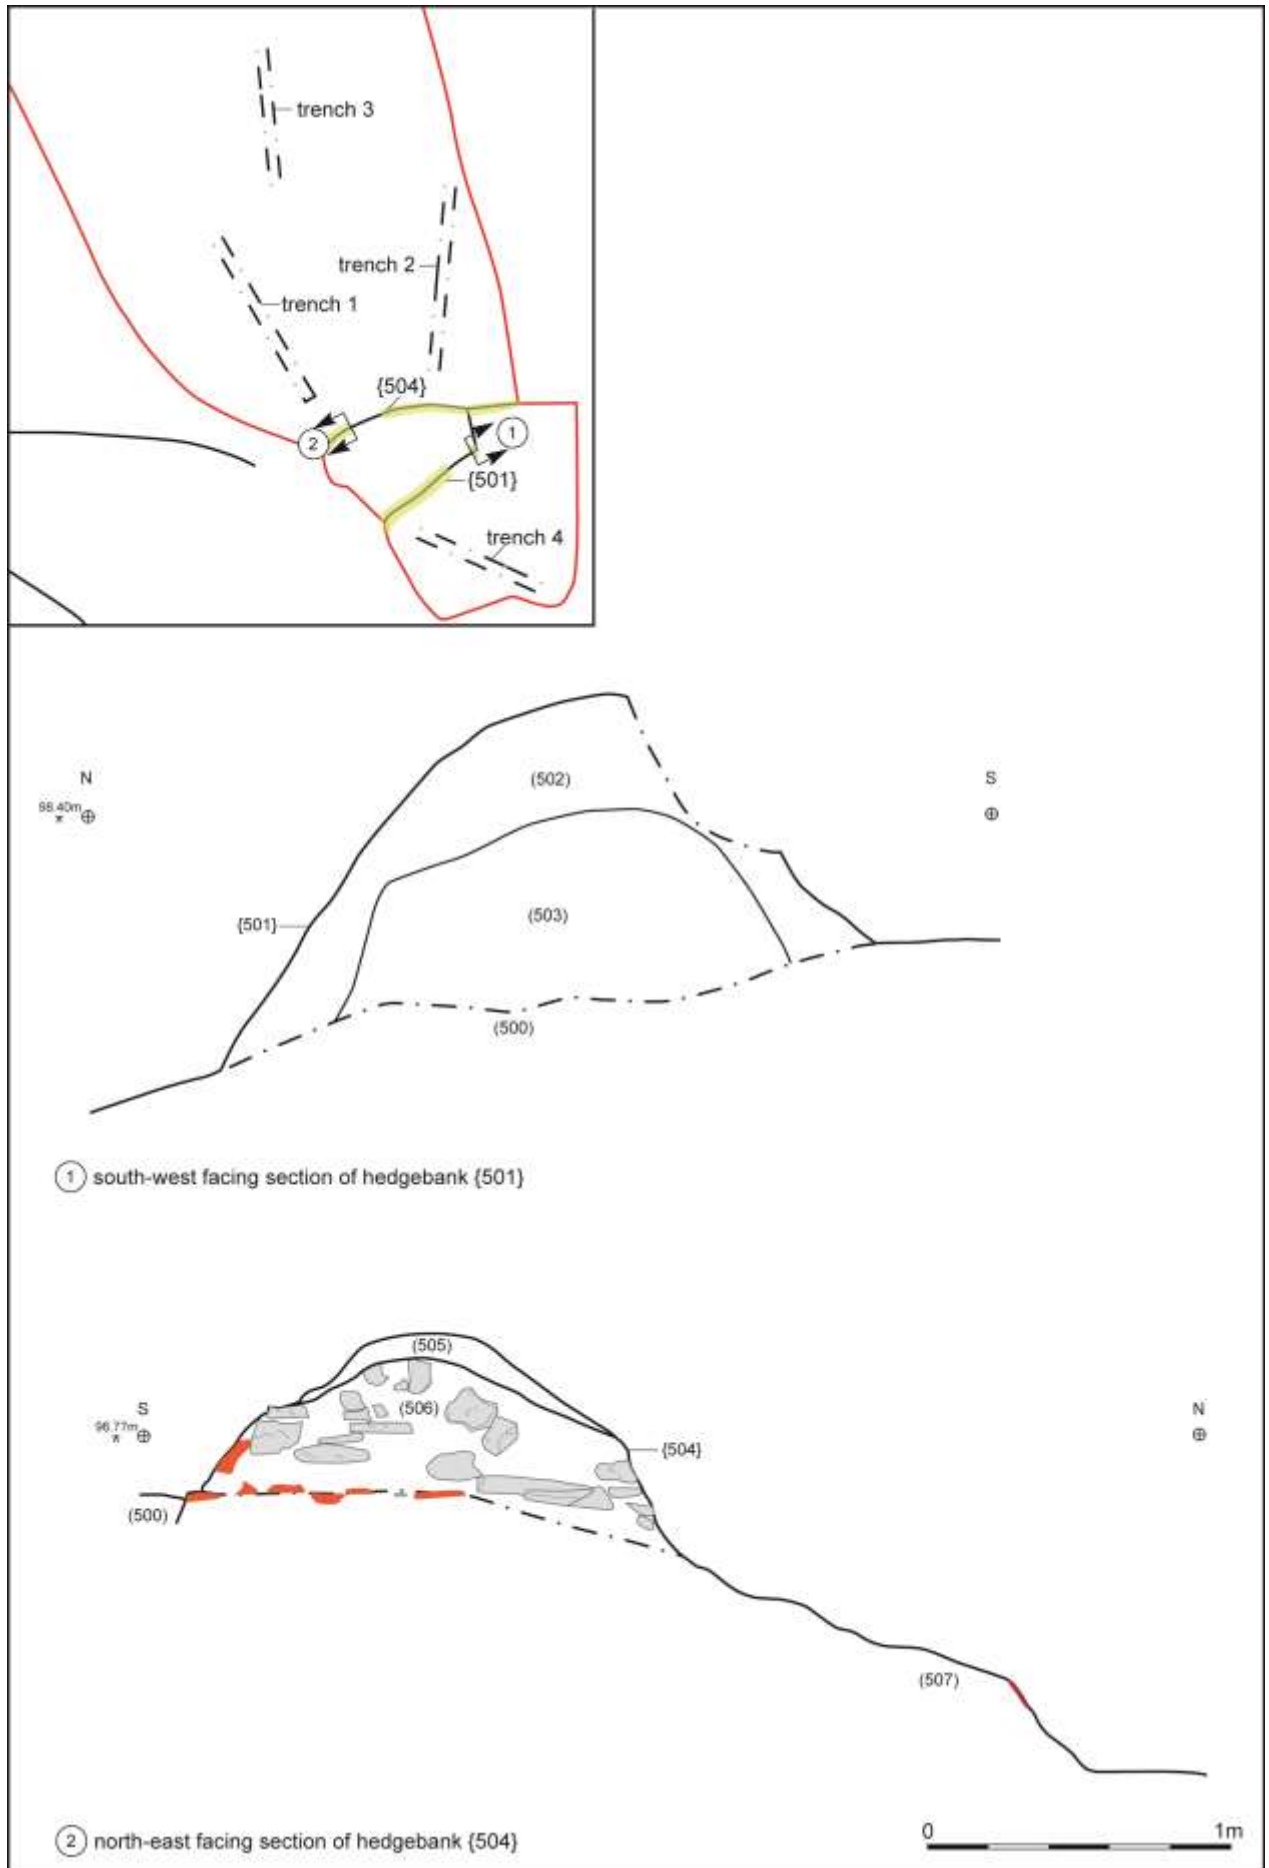 trench 3
trench 2
trench 1
{504}
2
1
{501}
trench 4
N
S
(502)
{501}
(503)
(500)
1 south-west facing section of hedgebank {501}
(505)
S
(506)
N
96.77m
{504}
(500)
(507)
0 1m
2 north-east facing section of hedgebank {504}